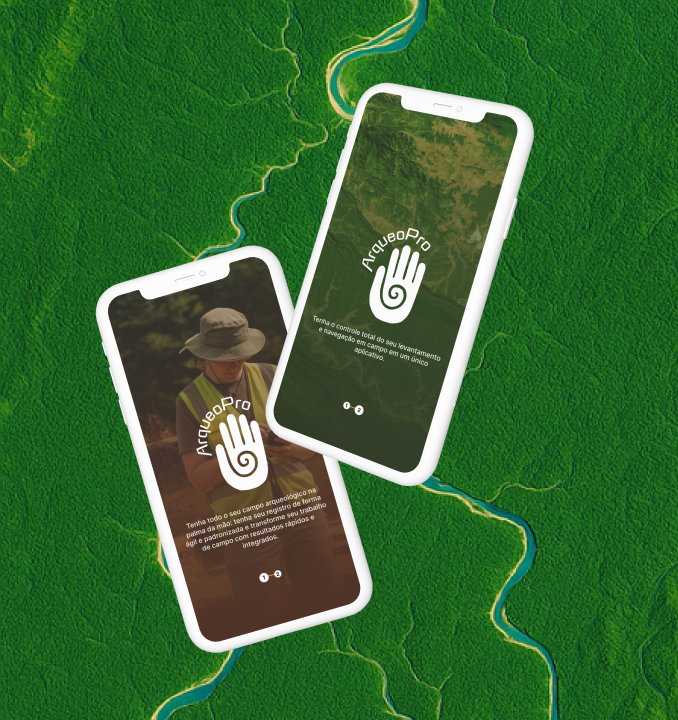 ArqueoPro
Tenha o controle total do seu levantamento
e navegação em campo em um único
aplicativo.
1 2
ArqueoPro
Tenha todo o seu campo arqueológico na
palma da mão: tenha seu registro de forma
ágil e padronizada e transforme seu trabalho
de campo com resultados rápidos e
integrados.
1 2